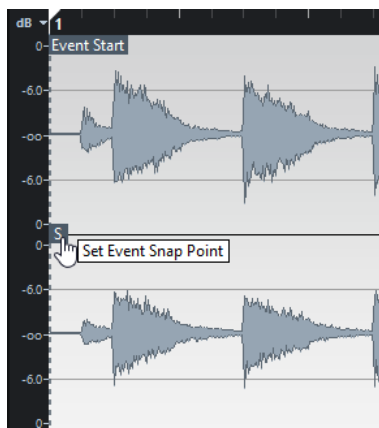 dB 1
0 Event Start
-6.0
-oo
-6.0
0
S
0
Set Event Snap Point
-6.0
-oo
-6.0
0